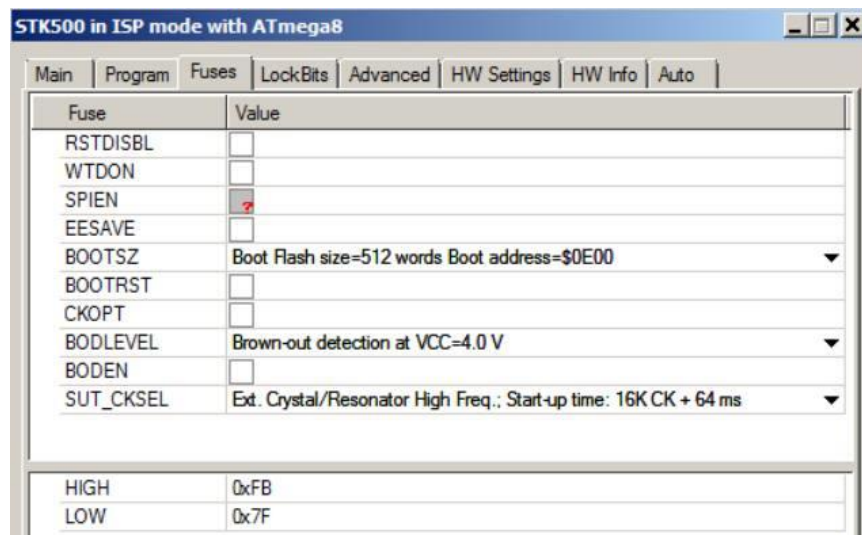 STK500 in ISP mode with ATmega8
Main Program Fuses LockBits Advanced HW Settings HW Info Auto
Fuse Value
RSTDISBL
WTDON
SPIEN ?
EESAVE
BOOTSZ Boot Flash size=512 words Boot address=$0E00
BOOTRST
CKOPT
BODLEVEL Brown-out detection at VCC=4.0 V
BODEN
SUT_CKSEL Ext. Crystal/Resonator High Freq.; Start-up time: 16K CK + 64 ms
HIGH 0xFB
LOW 0x7F